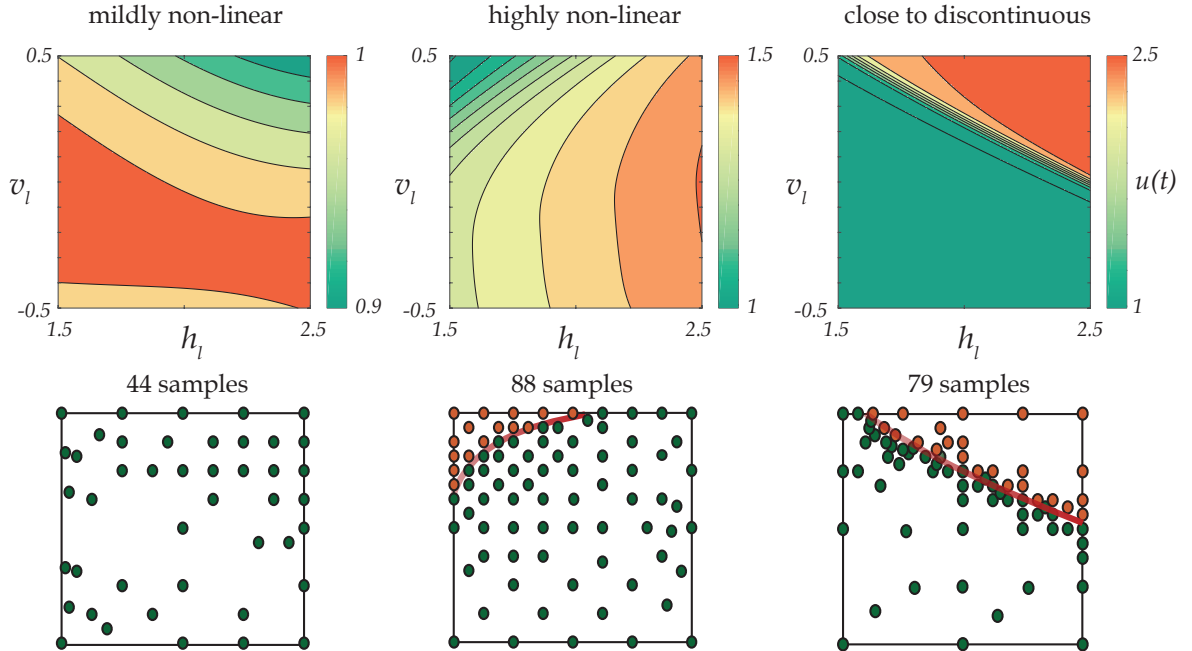 mildly non-linear
highly non-linear
close to discontinuous
0.5
v_l
-0.5
1.5
2.5
h_l
1
0.9
0.5
v_l
-0.5
1.5
2.5
h_l
1.5
1
0.5
v_l
-0.5
1.5
2.5
h_l
2.5
u(t)
1
44 samples
88 samples
79 samples